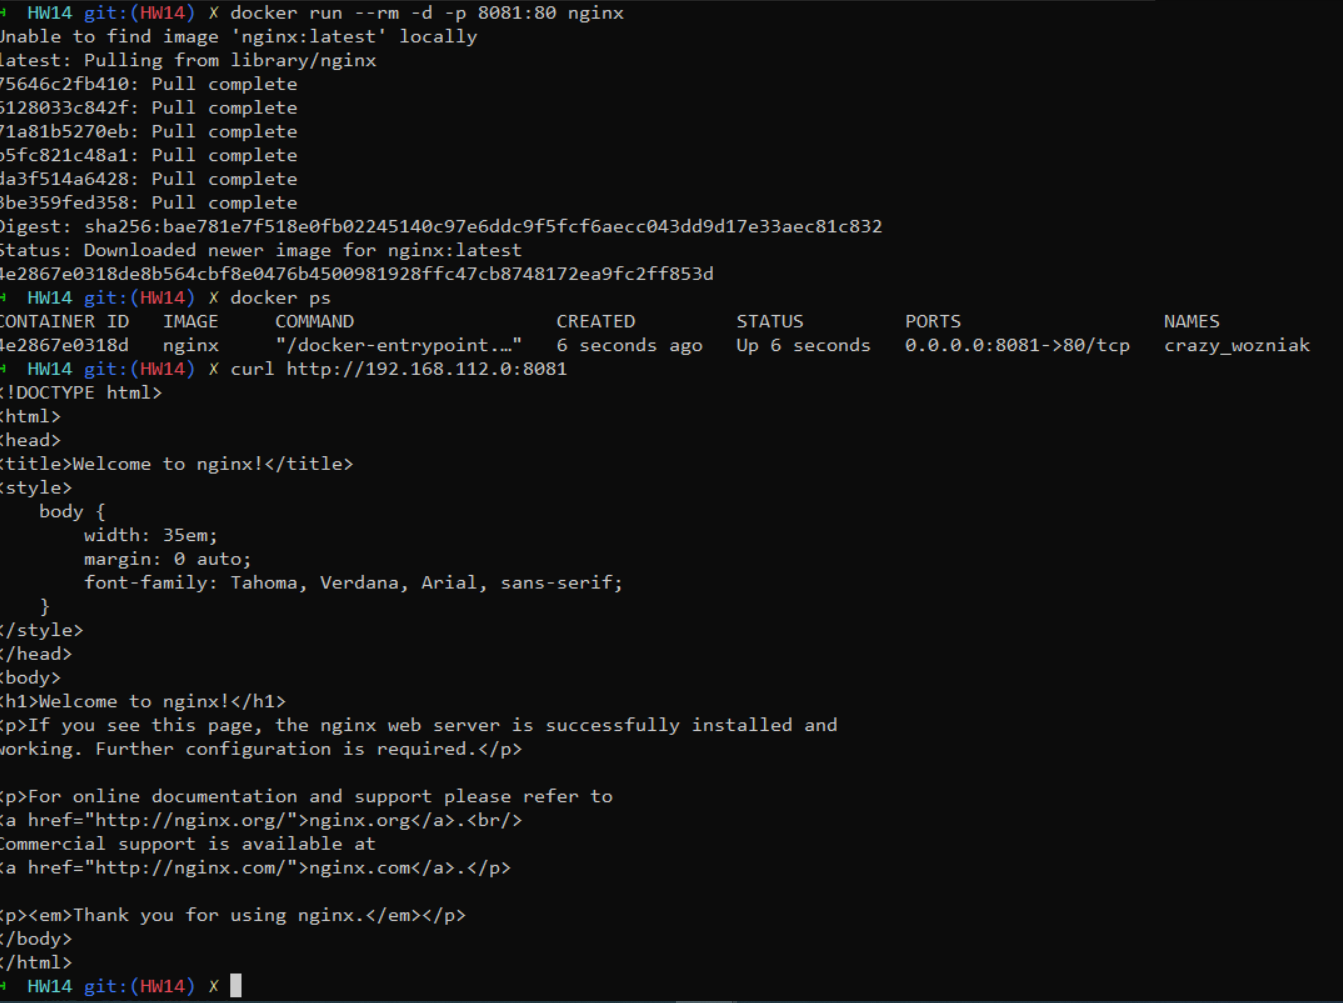 → HW14 git:(HW14) ✗ docker run --rm -d -p 8081:80 nginx
Unable to find image 'nginx:latest' locally
latest: Pulling from library/nginx
75646c2fb410: Pull complete
6128033c842f: Pull complete
71a81b5270eb: Pull complete
b5fc821c48a1: Pull complete
da3f514a6428: Pull complete
3be359fed358: Pull complete
Digest: sha256:bae781e7f518e0fb02245140c97e6ddc9f5fcf6aecc043dd9d17e33aec81c832
Status: Downloaded newer image for nginx:latest
4e2867e0318de8b564cbf8e0476b4500981928ffc47cb8748172ea9fc2ff853d
→ HW14 git:(HW14) ✗ docker ps
CONTAINER ID   IMAGE     COMMAND                  CREATED         STATUS         PORTS                  NAMES
4e2867e0318d   nginx     "/docker-entrypoint.…"   6 seconds ago   Up 6 seconds   0.0.0.0:8081->80/tcp   crazy_wozniak
→ HW14 git:(HW14) ✗ curl http://192.168.112.0:8081
<!DOCTYPE html>
<html>
<head>
<title>Welcome to nginx!</title>
<style>
    body {
        width: 35em;
        margin: 0 auto;
        font-family: Tahoma, Verdana, Arial, sans-serif;
    }
</style>
</head>
<body>
<h1>Welcome to nginx!</h1>
<p>If you see this page, the nginx web server is successfully installed and
working. Further configuration is required.</p>

<p>For online documentation and support please refer to
<a href="http://nginx.org/">nginx.org</a>.<br/>
Commercial support is available at
<a href="http://nginx.com/">nginx.com</a>.</p>

<p><em>Thank you for using nginx.</em></p>
</body>
</html>
→ HW14 git:(HW14) ✗